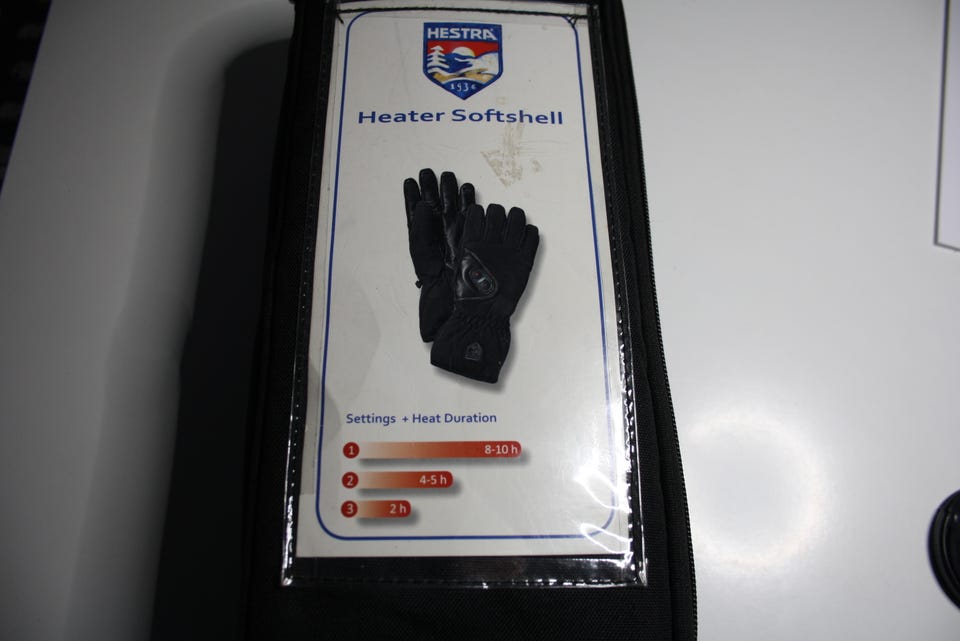 HESTRA
1936
Heater Softshell
Settings + Heat Duration
1 8-10 h
2 4-5 h
3 2 h